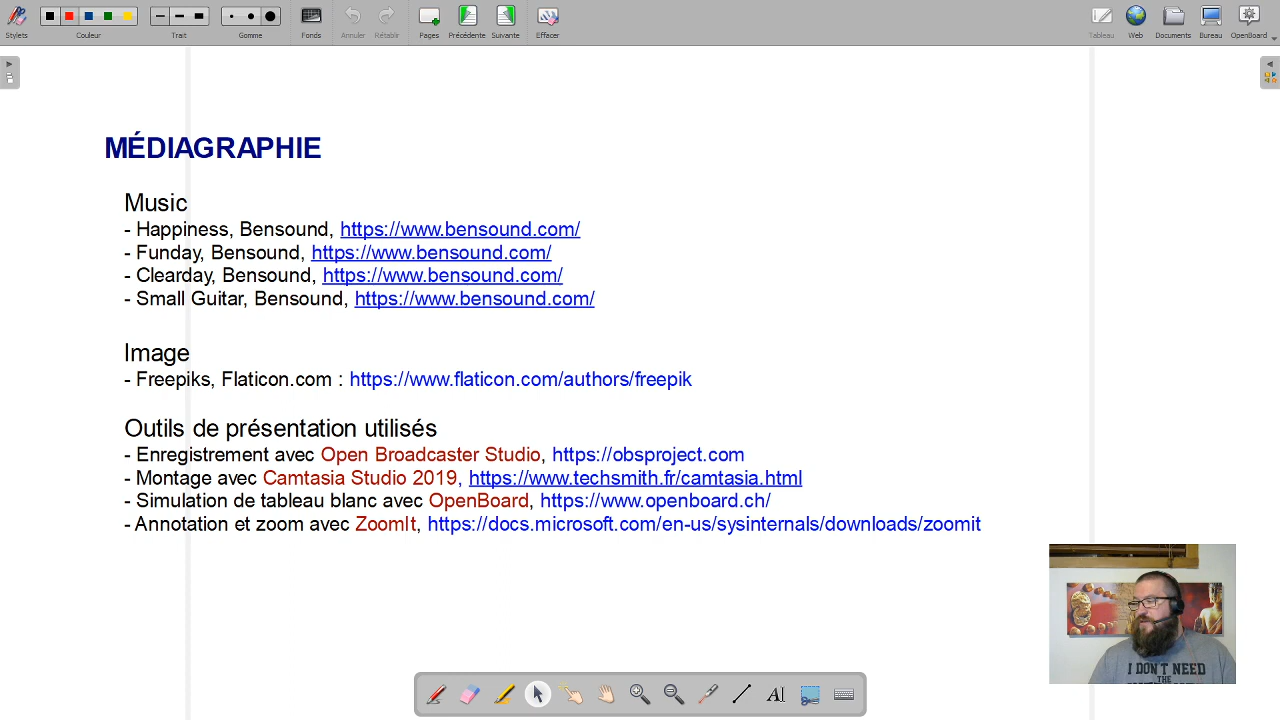 Stylets
Couleur
Trait
Gomme
Fonds
Annuler
Rétablir
Pages
Précédente
Suivante
Effacer
Tableau
Web
Documents
Bureau
OpenBoard
MÉDIAGRAPHIE
Music
- Happiness, Bensound, https://www.bensound.com/
- Funday, Bensound, https://www.bensound.com/
- Clearday, Bensound, https://www.bensound.com/
- Small Guitar, Bensound, https://www.bensound.com/
Image
- Freepiks, Flaticon.com : https://www.flaticon.com/authors/freepik
Outils de présentation utilisés
- Enregistrement avec Open Broadcaster Studio, https://obsproject.com
- Montage avec Camtasia Studio 2019, https://www.techsmith.fr/camtasia.html
- Simulation de tableau blanc avec OpenBoard, https://www.openboard.ch/
- Annotation et zoom avec ZoomIt, https://docs.microsoft.com/en-us/sysinternals/downloads/zoomit
I DON'T NEED
THE